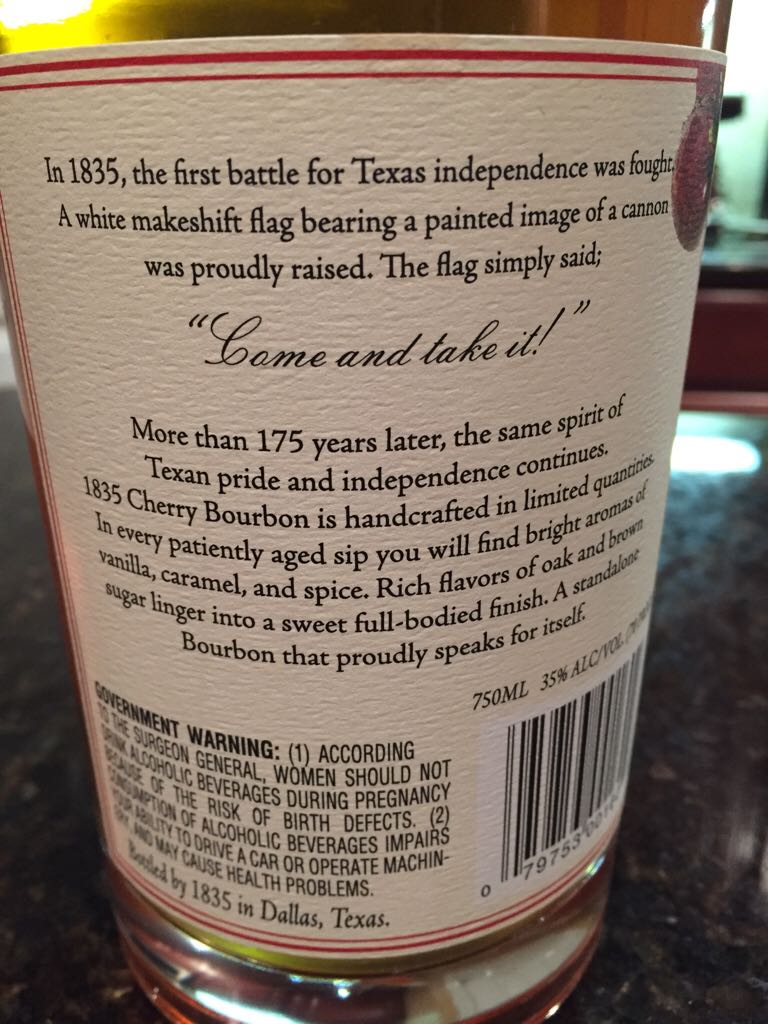 In 1835, the first battle for Texas independence was fought.
A white makeshift flag bearing a painted image of a cannon
was proudly raised. The flag simply said;
“Come and take it!”
More than 175 years later, the same spirit of
Texan pride and independence continues.
1835 Cherry Bourbon is handcrafted in limited quantities.
In every patiently aged sip you will find bright aromas of
vanilla, caramel, and spice. Rich flavors of oak and brown
sugar linger into a sweet full-bodied finish. A standalone
Bourbon that proudly speaks for itself.
750ML 35% ALC/VOL.
GOVERNMENT WARNING: (1) ACCORDING
TO THE SURGEON GENERAL, WOMEN SHOULD NOT
DRINK ALCOHOLIC BEVERAGES DURING PREGNANCY
BECAUSE OF THE RISK OF BIRTH DEFECTS. (2)
CONSUMPTION OF ALCOHOLIC BEVERAGES IMPAIRS
YOUR ABILITY TO DRIVE A CAR OR OPERATE MACHIN-
ERY, AND MAY CAUSE HEALTH PROBLEMS.
Bottled by 1835 in Dallas, Texas.
0 79753